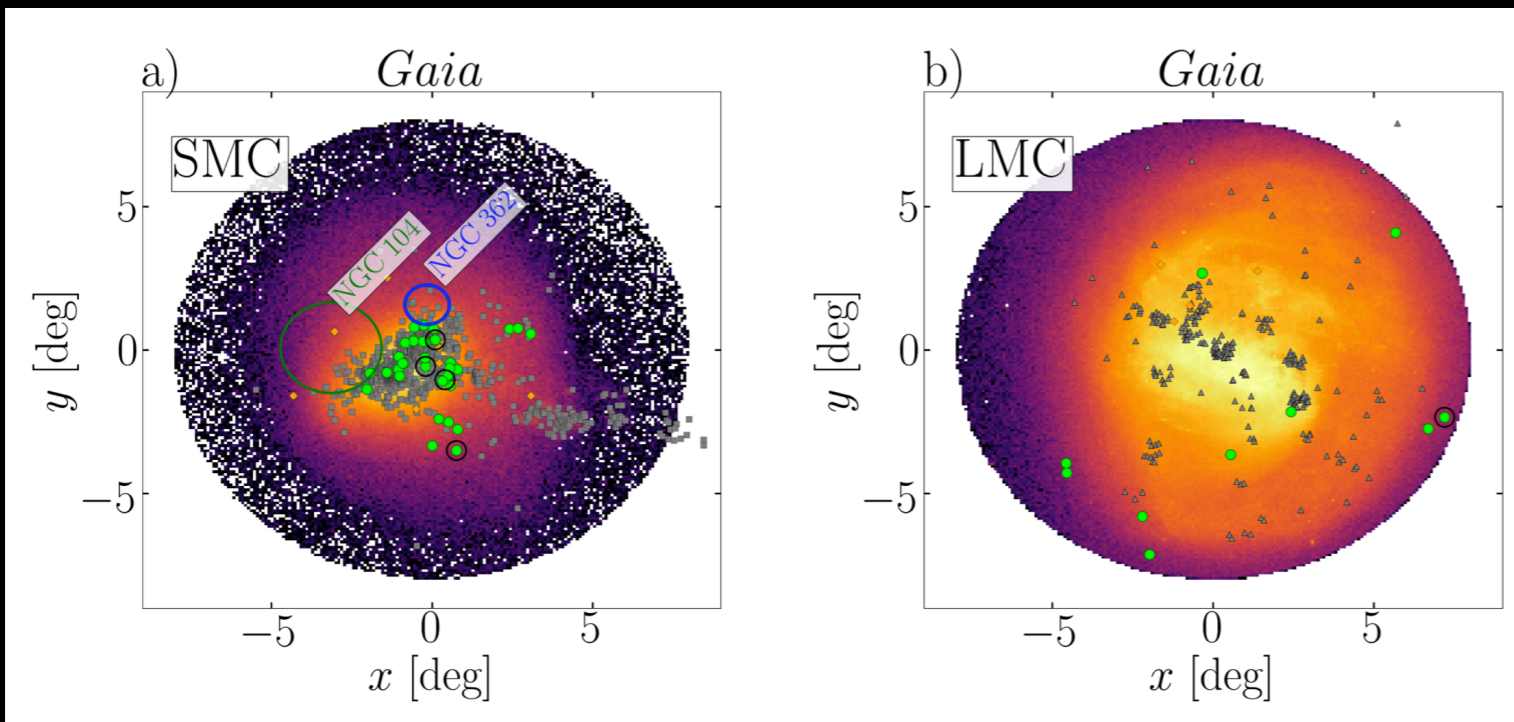 a) Gaia
SMC
NGC 104
NGC 362
5
0
−5
y [deg]
−5 0 5
x [deg]
b) Gaia
LMC
5
0
−5
y [deg]
−5 0 5
x [deg]